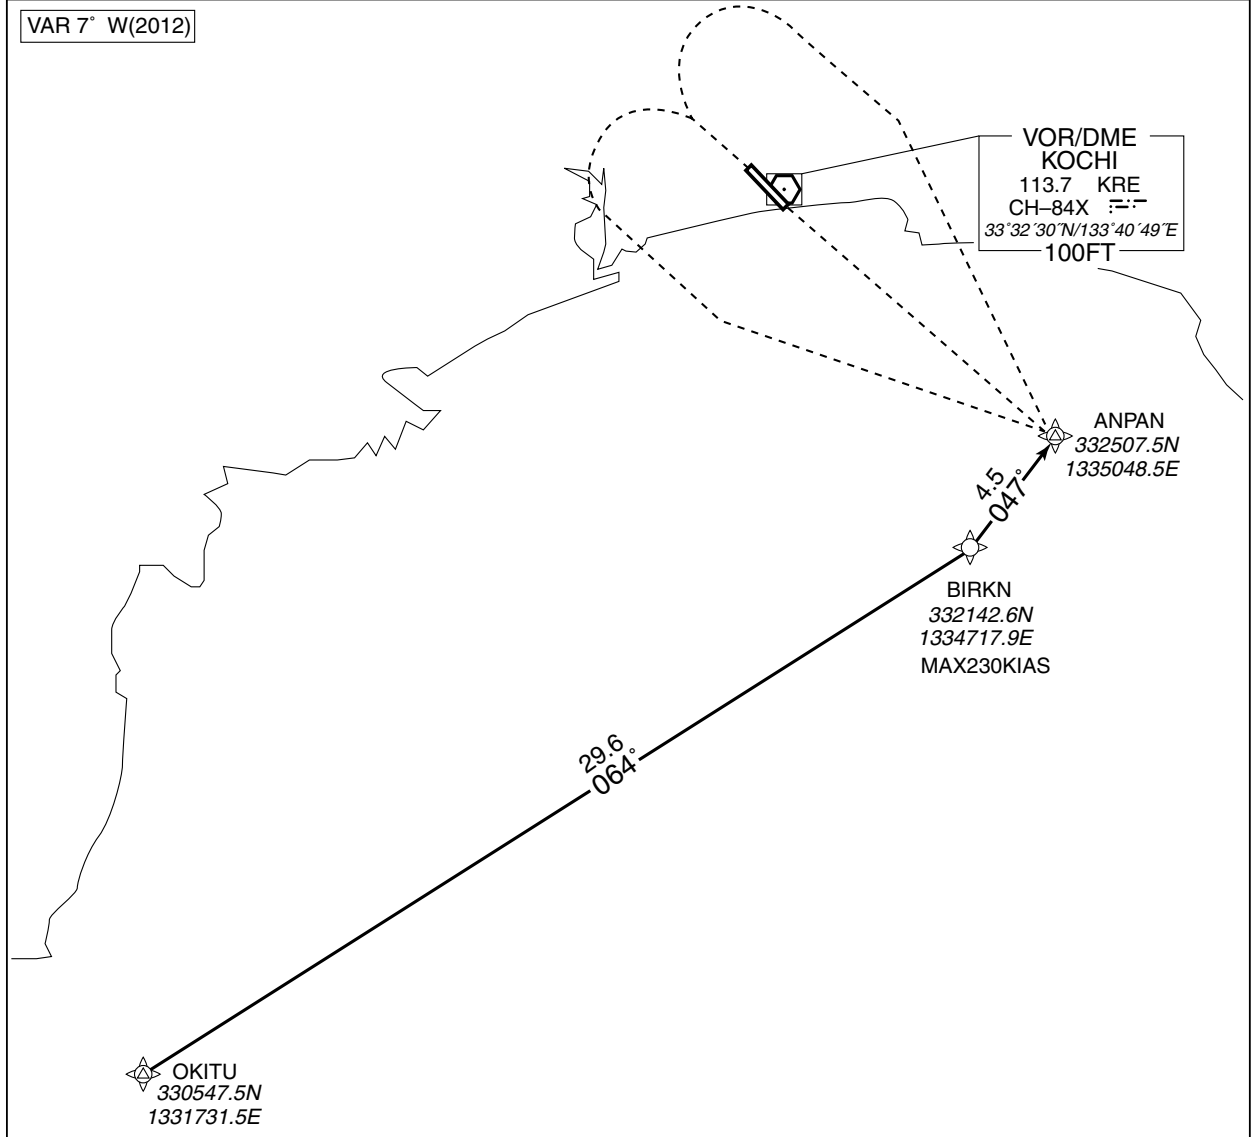 VAR 7° W(2012)
VOR/DME
KOCHI
113.7 KRE
CH–84X
33°32´30˝N/133°40´49˝E
100FT
ANPAN
332507.5N
1335048.5E
4.5
047°
BIRKN
332142.6N
1334717.9E
MAX230KIAS
29.6
064°
OKITU
330547.5N
1331731.5E